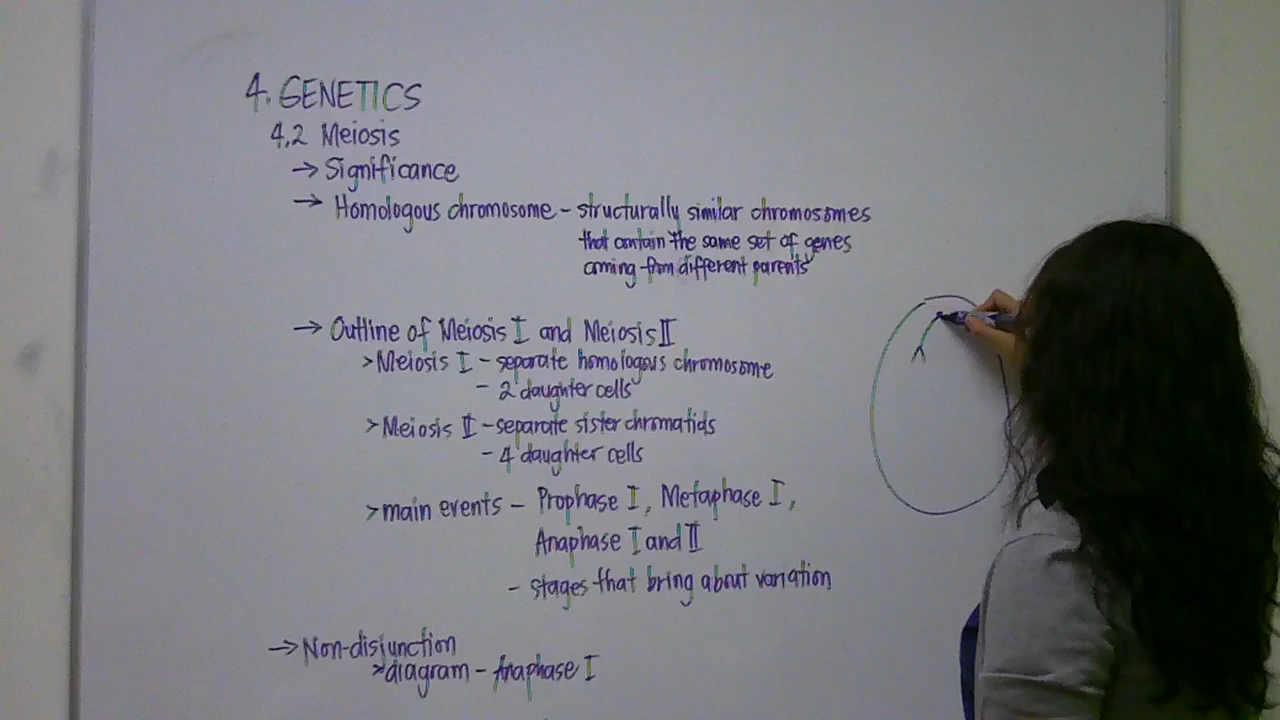 4. GENETICS
4.2 Meiosis
→ Significance
→ Homologous chromosome - structurally similar chromosomes
that contain the same set of genes
coming from different parents
→ Outline of Meiosis I and Meiosis II
> Meiosis I - separate homologous chromosome
- 2 daughter cells
> Meiosis II - separate sister chromatids
- 4 daughter cells
> main events - Prophase I, Metaphase I,
Anaphase I and II
- stages that bring about variation
→ Non-disjunction
> diagram - Anaphase I